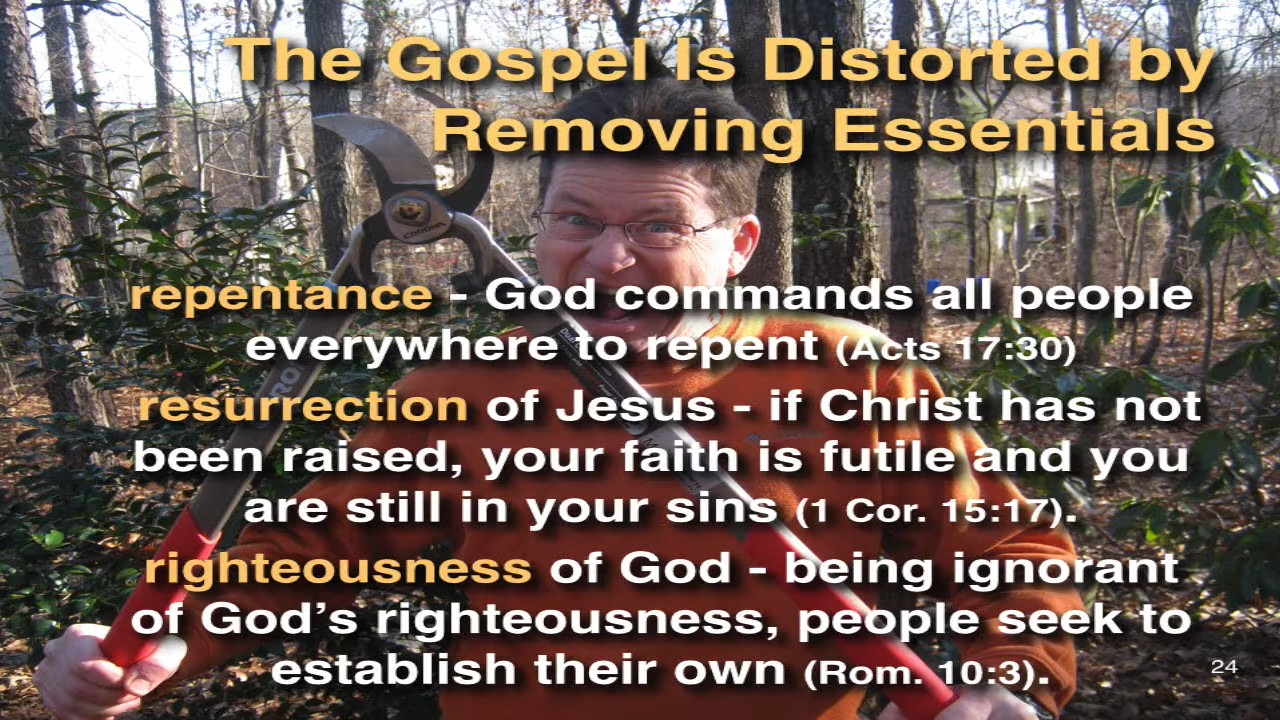 The Gospel Is Distorted by
Removing Essentials
CORONA
repentance - God commands all people
everywhere to repent (Acts 17:30)
resurrection of Jesus - if Christ has not
been raised, your faith is futile and you
are still in your sins (1 Cor. 15:17).
righteousness of God - being ignorant
of God’s righteousness, people seek to
establish their own (Rom. 10:3).
24